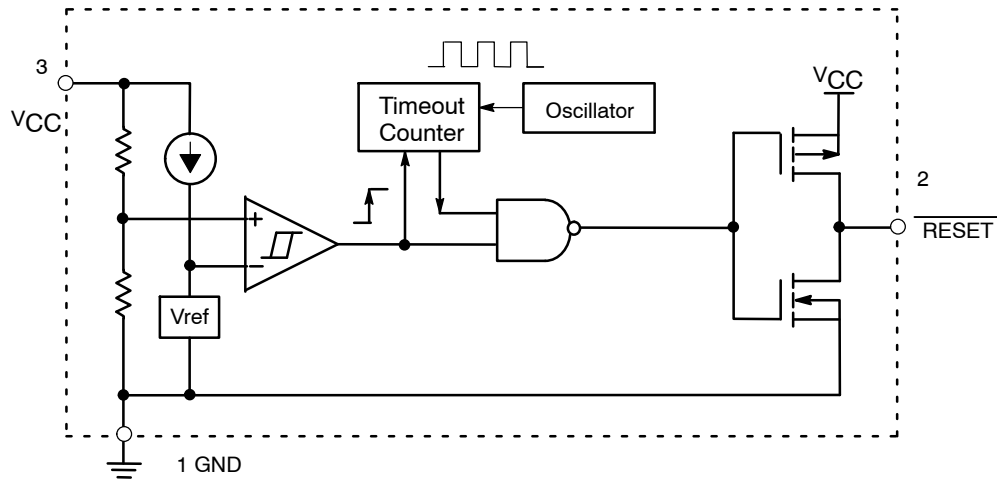 3
VCC
Timeout
Counter
Oscillator
VCC
2
RESET
+
−
Vref
1 GND